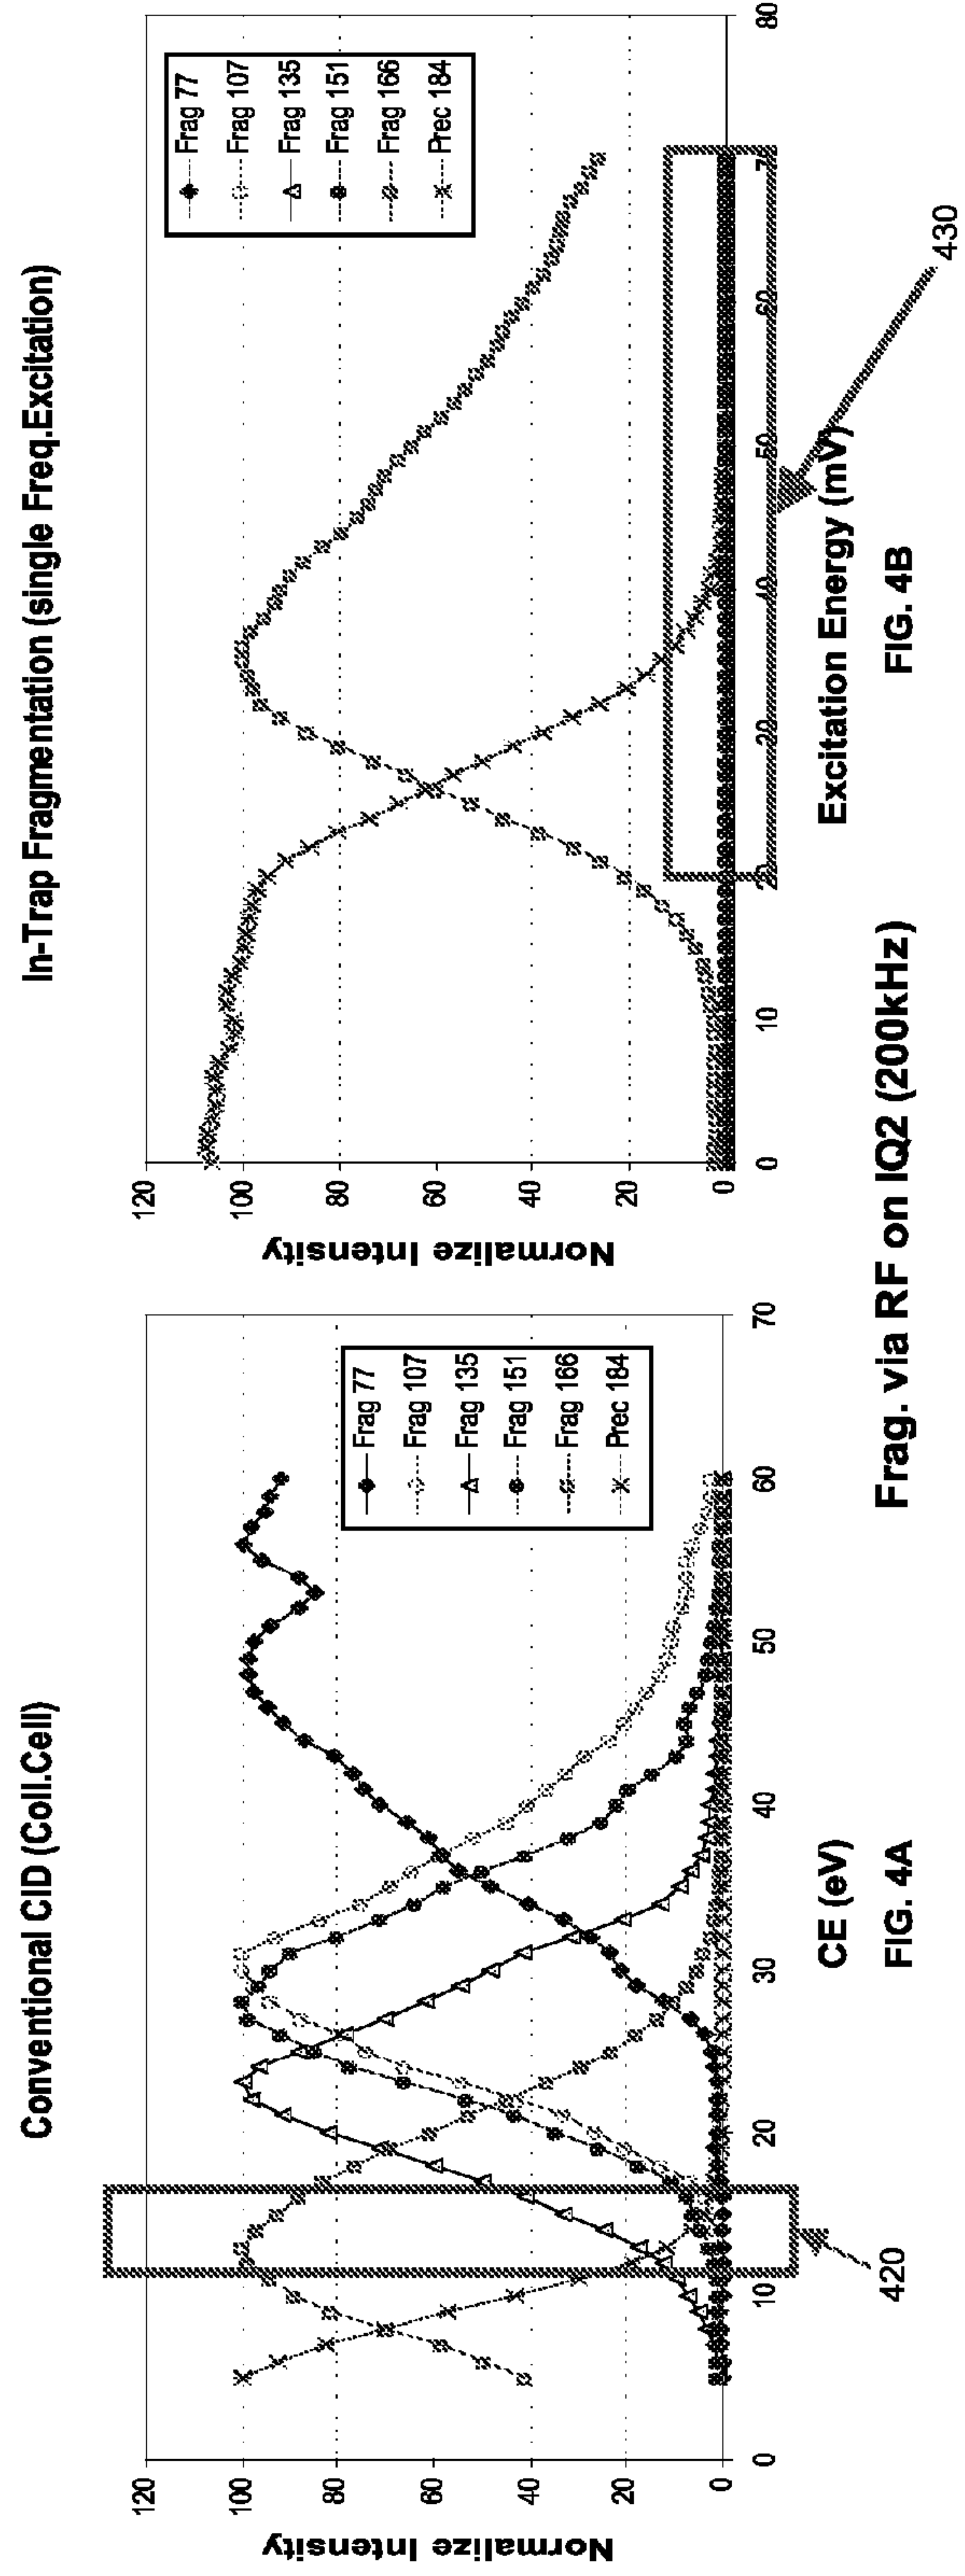 Conventional CID (Coll.Cell)
Normalize Intensity
120
100
80
60
40
20
0
Frag 77
Frag 107
Frag 135
Frag 151
Frag 166
Prec 184
0
10
20
30
40
50
60
70
CE (eV)
420
FIG. 4A
In-Trap Fragmentation (single Freq.Excitation)
Normalize Intensity
120
100
80
60
40
20
0
Frag 77
Frag 107
Frag 135
Frag 151
Frag 166
Prec 184
0
10
20
30
40
50
60
80
Excitation Energy (mV)
430
FIG. 4B
Frag. via RF on IQ2 (200kHz)